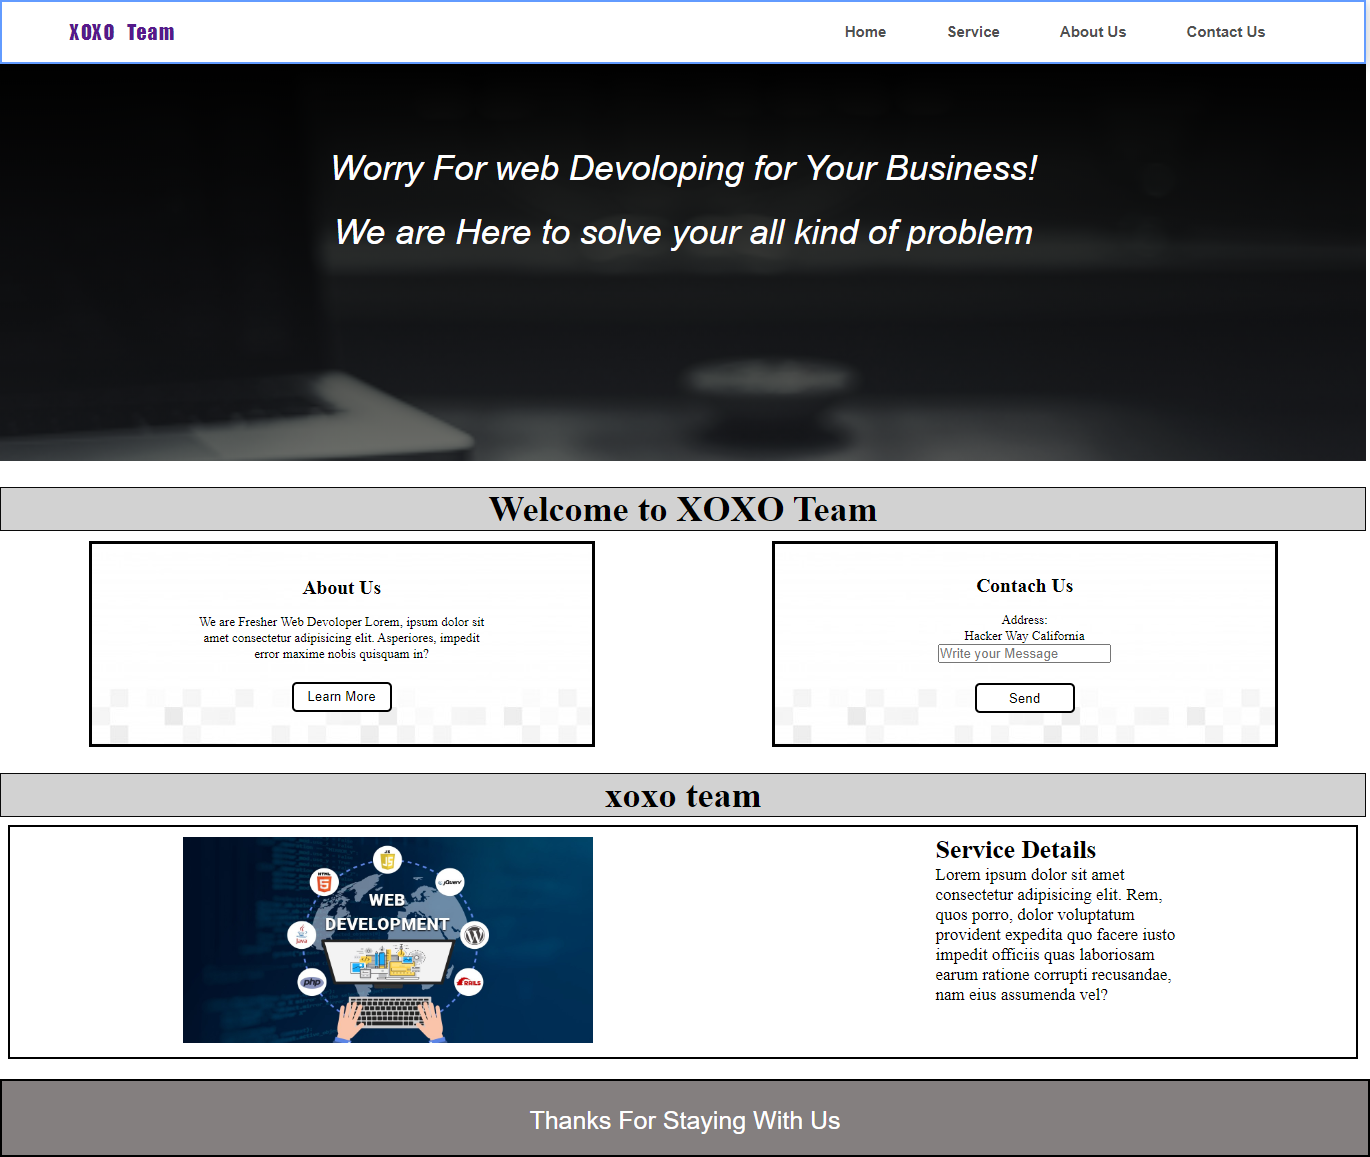 XOXO Team
Home Service About Us Contact Us
Worry For web Devoloping for Your Business!
We are Here to solve your all kind of problem
Welcome to XOXO Team
About Us
We are Fresher Web Devoloper Lorem, ipsum dolor sit
amet consectetur adipisicing elit. Asperiores, impedit
error maxime nobis quisquam in?
Learn More
Contach Us
Address:
Hacker Way California
Write your Message
Send
xoxo team
JS
JS
HTML
5
jQuery
WEB
DEVELOPMENT
Java
W
php
RAILS
Service Details
Lorem ipsum dolor sit amet
consectetur adipisicing elit. Rem,
quos porro, dolor voluptatum
provident expedita quo facere iusto
impedit officiis quas laboriosam
earum ratione corrupti recusandae,
nam eius assumenda vel?
Thanks For Staying With Us